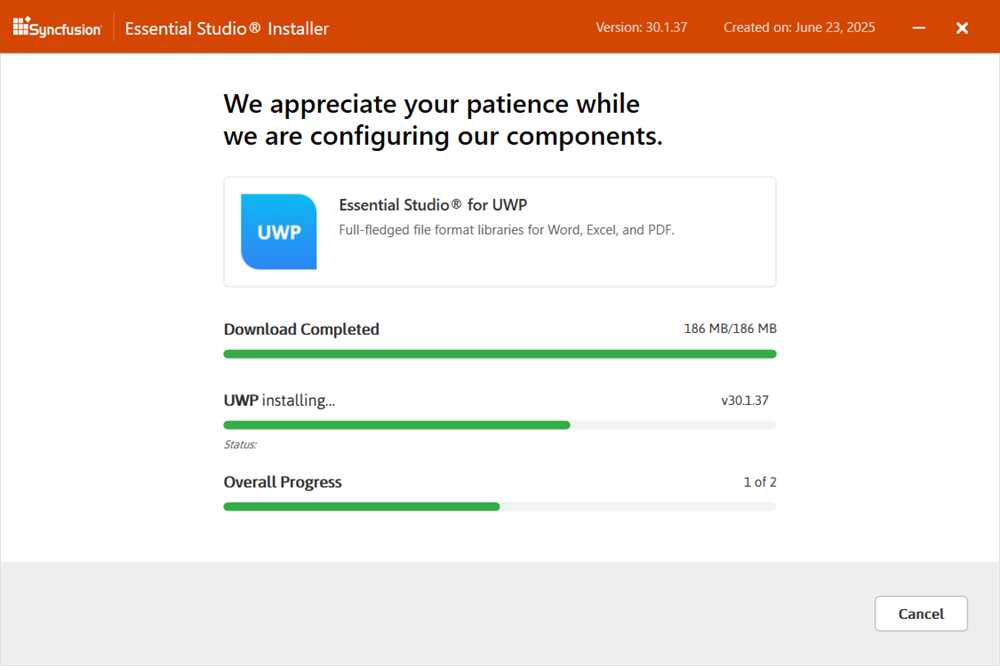 Syncfusion® Essential Studio® Installer Version: 30.1.37 Created on: June 23, 2025
We appreciate your patience while
we are configuring our components.
Essential Studio® for UWP
UWP
Full-fledged file format libraries for Word, Excel, and PDF.
Download Completed 186 MB/186 MB
UWP installing... v30.1.37
Status:
Overall Progress 1 of 2
Cancel